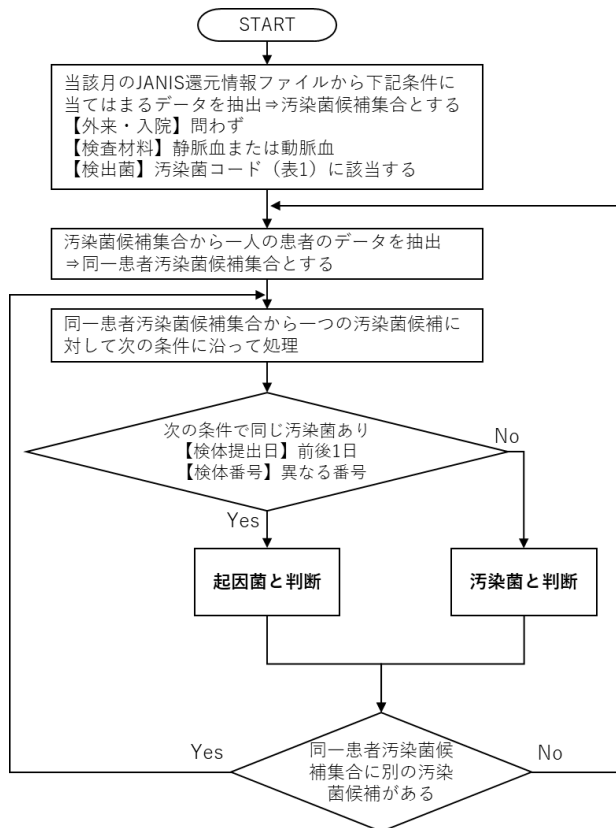 START
当該月のJANIS還元情報ファイルから下記条件に
当てはまるデータを抽出⇒汚染菌候補集合とする
【外来・入院】問わず
【検査材料】静脈血または動脈血
【検出菌】汚染菌コード（表1）に該当する
汚染菌候補集合から一人の患者のデータを抽出
⇒同一患者汚染菌候補集合とする
同一患者汚染菌候補集合から一つの汚染菌候補に
対して次の条件に沿って処理
次の条件で同じ汚染菌あり
【検体提出日】前後1日
【検体番号】異なる番号
No
Yes
起因菌と判断
汚染菌と判断
Yes
同一患者汚染菌候
補集合に別の汚染
菌候補がある
No